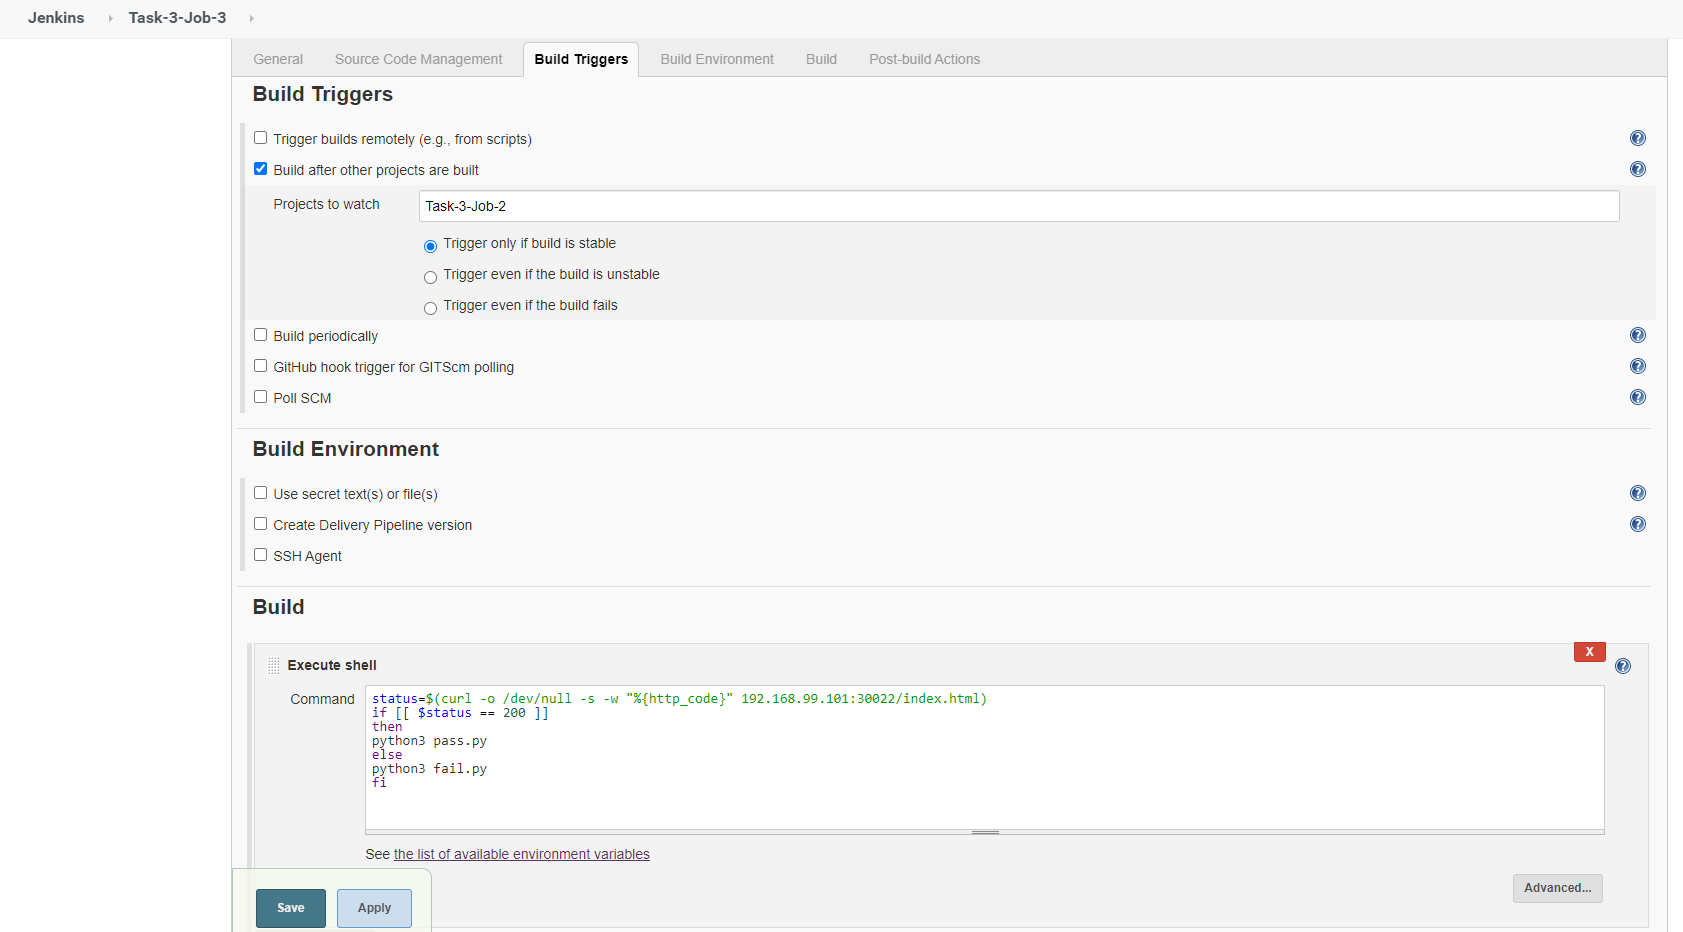 Jenkins Task-3-Job-3
General Source Code Management Build Triggers Build Environment Build Post-build Actions
Build Triggers
Trigger builds remotely (e.g., from scripts)
Build after other projects are built
Projects to watch Task-3-Job-2
Trigger only if build is stable
Trigger even if the build is unstable
Trigger even if the build fails
Build periodically
GitHub hook trigger for GITScm polling
Poll SCM
Build Environment
Use secret text(s) or file(s)
Create Delivery Pipeline version
SSH Agent
Build
X
Execute shell
Command status=$(curl -o /dev/null -s -w "%{http_code}" 192.168.99.101:30022/index.html)
if [[ $status == 200 ]]
then
python3 pass.py
else
python3 fail.py
fi
See the list of available environment variables
Advanced...
Save Apply